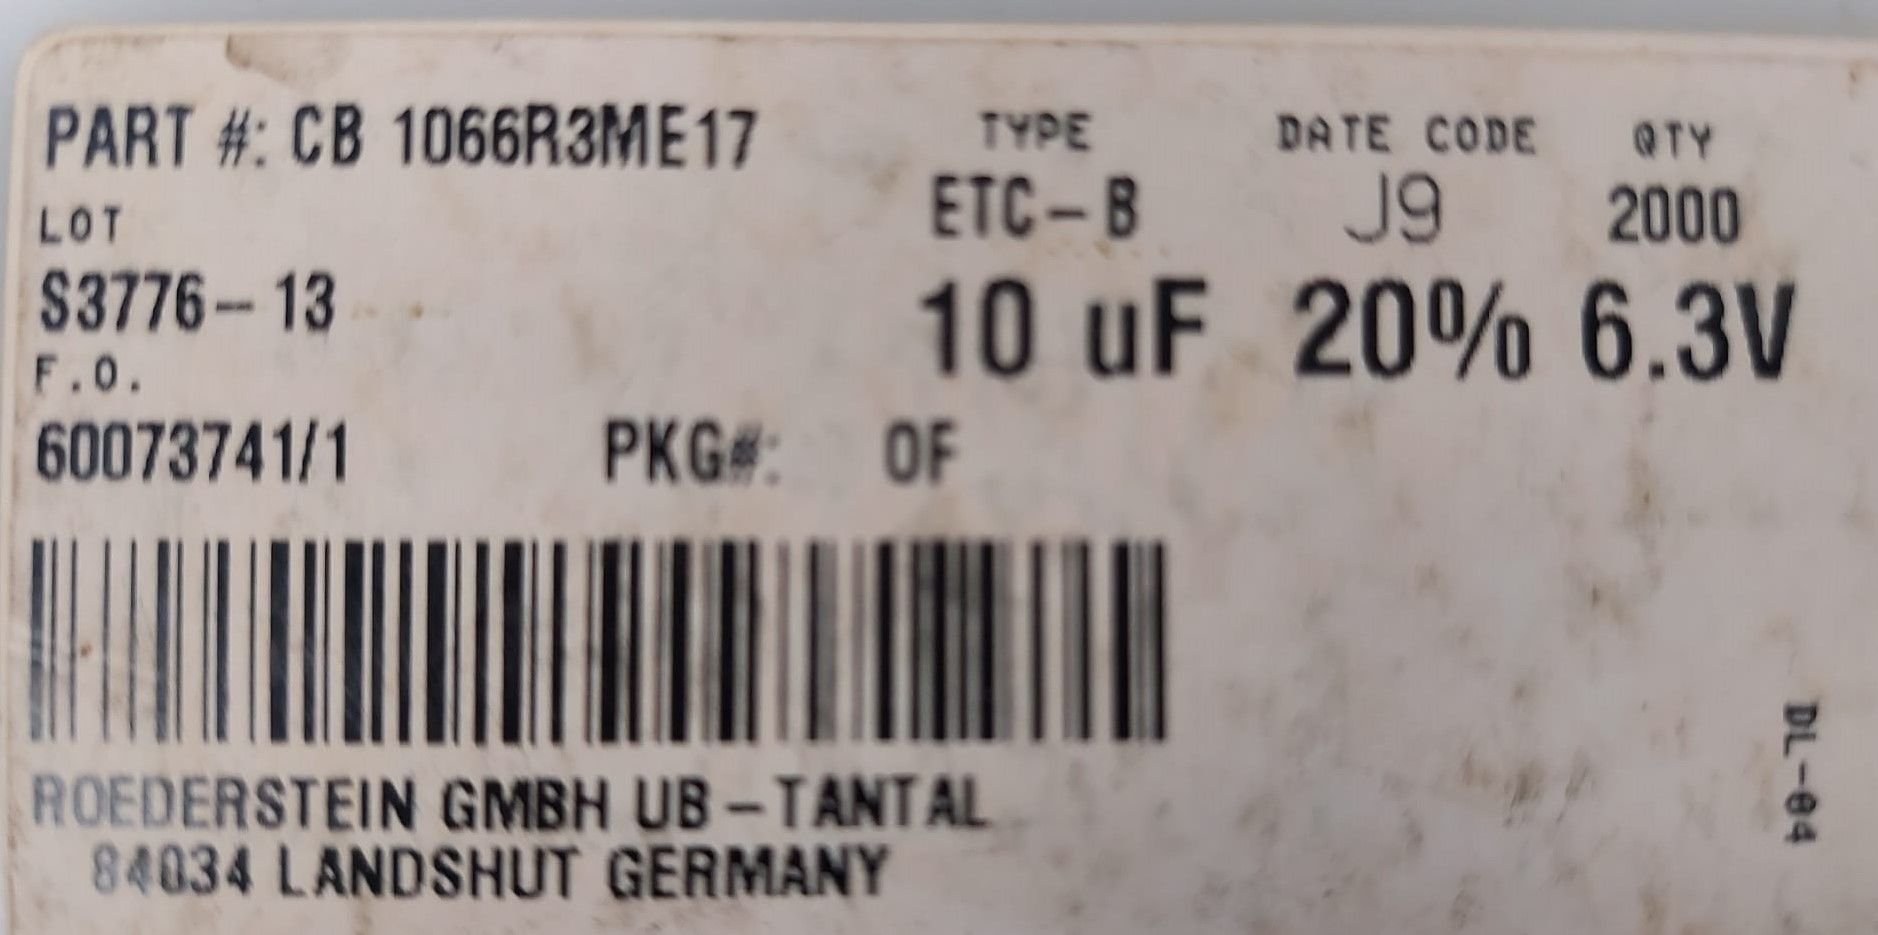 PART #: CB 1066R3ME17
TYPE DATE CODE QTY
ETC-B J9 2000
LOT
S3776-13
10 uF 20% 6.3V
F.O.
60073741/1 PKG#: OF
ROEDERSTEIN GMBH UB-TANTAL
84034 LANDSHUT GERMANY
DL-04